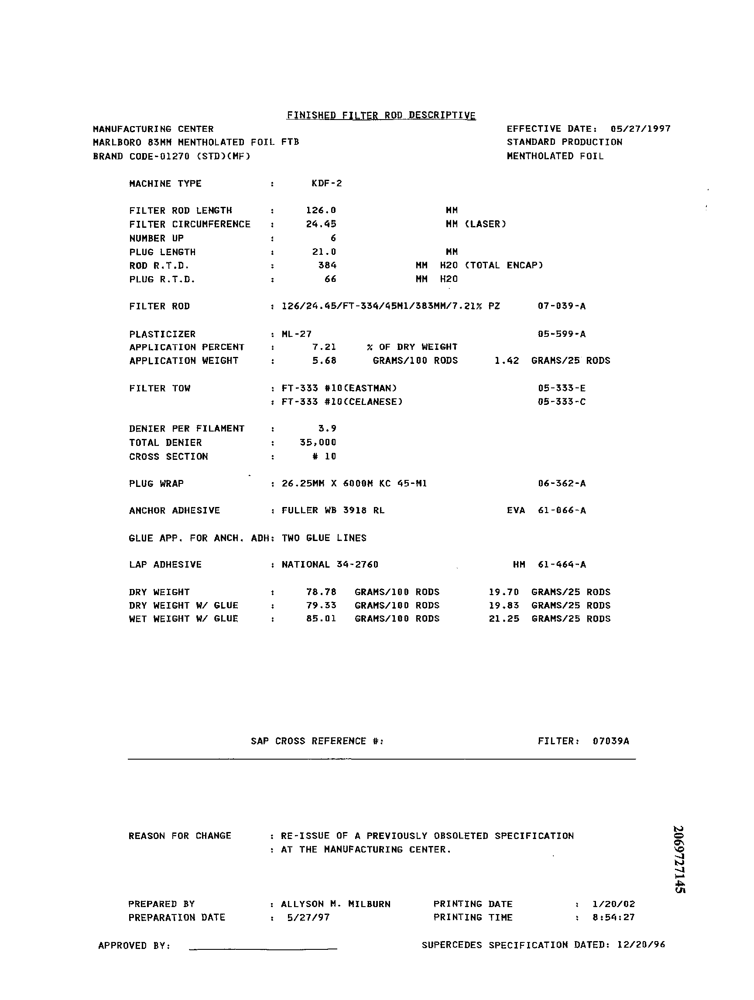 FINISHED FILTER ROD DESCRIPTIVE
MANUFACTURING CENTER EFFECTIVE DATE: 05/27/1997
MARLBORO 83MM MENTHOLATED FOIL FTB STANDARD PRODUCTION
BRAND CODE-01270 (STD)(MF) MENTHOLATED FOIL
MACHINE TYPE : KDF-2
FILTER ROD LENGTH : 126.0 MM
FILTER CIRCUMFERENCE : 24.45 MM (LASER)
NUMBER UP : 6
PLUG LENGTH : 21.0 MM
ROD R.T.D. : 384 MM H2O (TOTAL ENCAP)
PLUG R.T.D. : 66 MM H2O
FILTER ROD : 126/24.45/FT-334/45M1/383MM/7.21% PZ 07-039-A
PLASTICIZER : ML-27 05-599-A
APPLICATION PERCENT : 7.21 % OF DRY WEIGHT
APPLICATION WEIGHT : 5.68 GRAMS/100 RODS 1.42 GRAMS/25 RODS
FILTER TOW : FT-333 #10(EASTMAN) 05-333-E
: FT-333 #10(CELANESE) 05-333-C
DENIER PER FILAMENT : 3.9
TOTAL DENIER : 35,000
CROSS SECTION : # 10
PLUG WRAP : 26.25MM X 6000M KC 45-M1 06-362-A
ANCHOR ADHESIVE : FULLER WB 3918 RL EVA 61-066-A
GLUE APP. FOR ANCH. ADH: TWO GLUE LINES
LAP ADHESIVE : NATIONAL 34-2760 HM 61-464-A
DRY WEIGHT : 78.78 GRAMS/100 RODS 19.70 GRAMS/25 RODS
DRY WEIGHT W/ GLUE : 79.33 GRAMS/100 RODS 19.83 GRAMS/25 RODS
WET WEIGHT W/ GLUE : 85.01 GRAMS/100 RODS 21.25 GRAMS/25 RODS
SAP CROSS REFERENCE #: FILTER: 07039A
REASON FOR CHANGE : RE-ISSUE OF A PREVIOUSLY OBSOLETED SPECIFICATION
: AT THE MANUFACTURING CENTER.
2069727145
PREPARED BY : ALLYSON M. MILBURN PRINTING DATE : 1/20/02
PREPARATION DATE : 5/27/97 PRINTING TIME : 8:54:27
APPROVED BY: SUPERCEDES SPECIFICATION DATED: 12/20/96